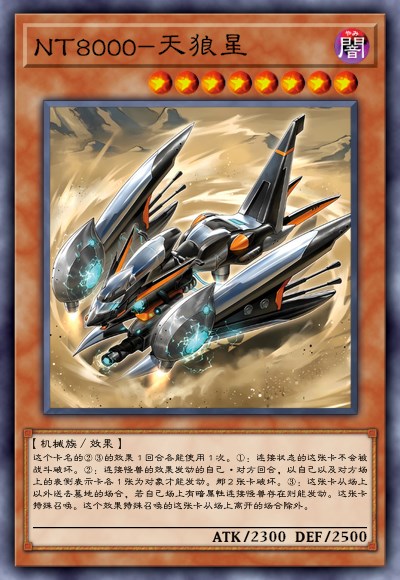 NT8000-天狼星
やみ
闇
【机械族／效果】
这个卡名的②③的效果1回合各能使用1次。①：连接状态的这张卡不会被
战斗破坏。②：连接怪兽的效果发动的自己·对方回合，以自己以及对方场
上的表侧表示卡各1张为对象才能发动。那2张卡破坏。③：这张卡从场上
以外送去墓地的场合，若自己场上有暗属性连接怪兽存在则能发动。这张卡
特殊召唤。这个效果特殊召唤的这张卡从场上离开的场合除外。
ATK/2300 DEF/2500